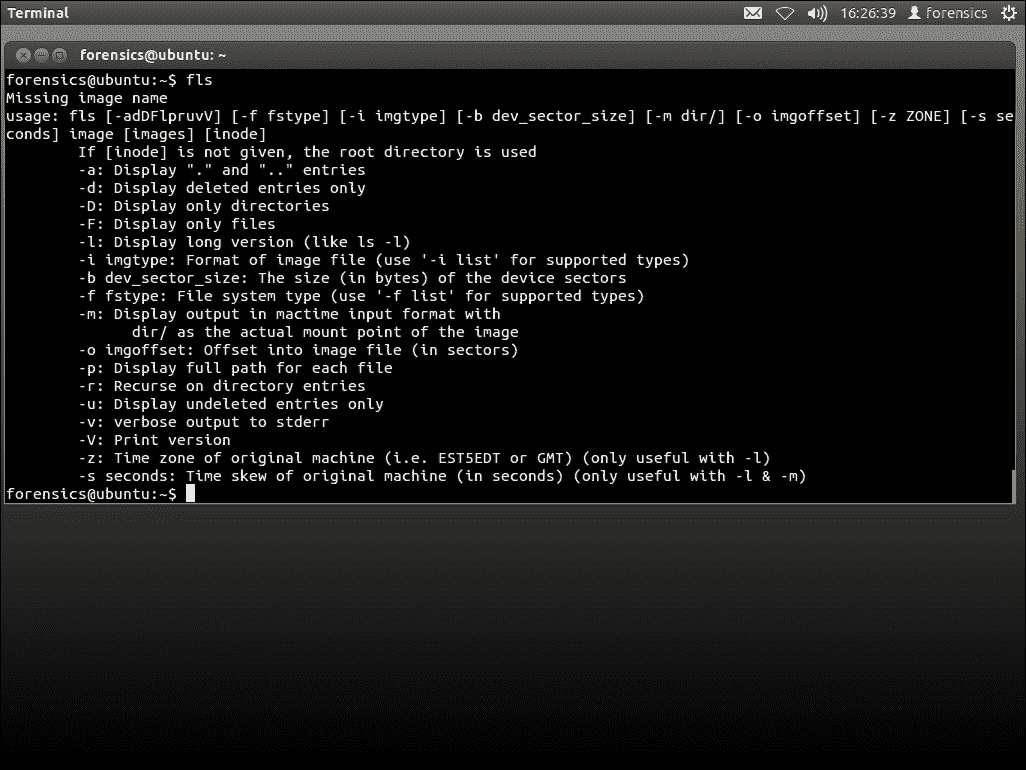 Terminal 16:26:39 forensics
forensics@ubuntu: ~
forensics@ubuntu:~$ fls
Missing image name
usage: fls [-adDFlpruvV] [-f fstype] [-i imgtype] [-b dev_sector_size] [-m dir/] [-o imgoffset] [-z ZONE] [-s se
conds] image [images] [inode]
If [inode] is not given, the root directory is used
-a: Display "." and ".." entries
-d: Display deleted entries only
-D: Display only directories
-F: Display only files
-l: Display long version (like ls -l)
-i imgtype: Format of image file (use '-i list' for supported types)
-b dev_sector_size: The size (in bytes) of the device sectors
-f fstype: File system type (use '-f list' for supported types)
-m: Display output in mactime input format with
dir/ as the actual mount point of the image
-o imgoffset: Offset into image file (in sectors)
-p: Display full path for each file
-r: Recurse on directory entries
-u: Display undeleted entries only
-v: verbose output to stderr
-V: Print version
-z: Time zone of original machine (i.e. EST5EDT or GMT) (only useful with -l)
-s seconds: Time skew of original machine (in seconds) (only useful with -l & -m)
forensics@ubuntu:~$